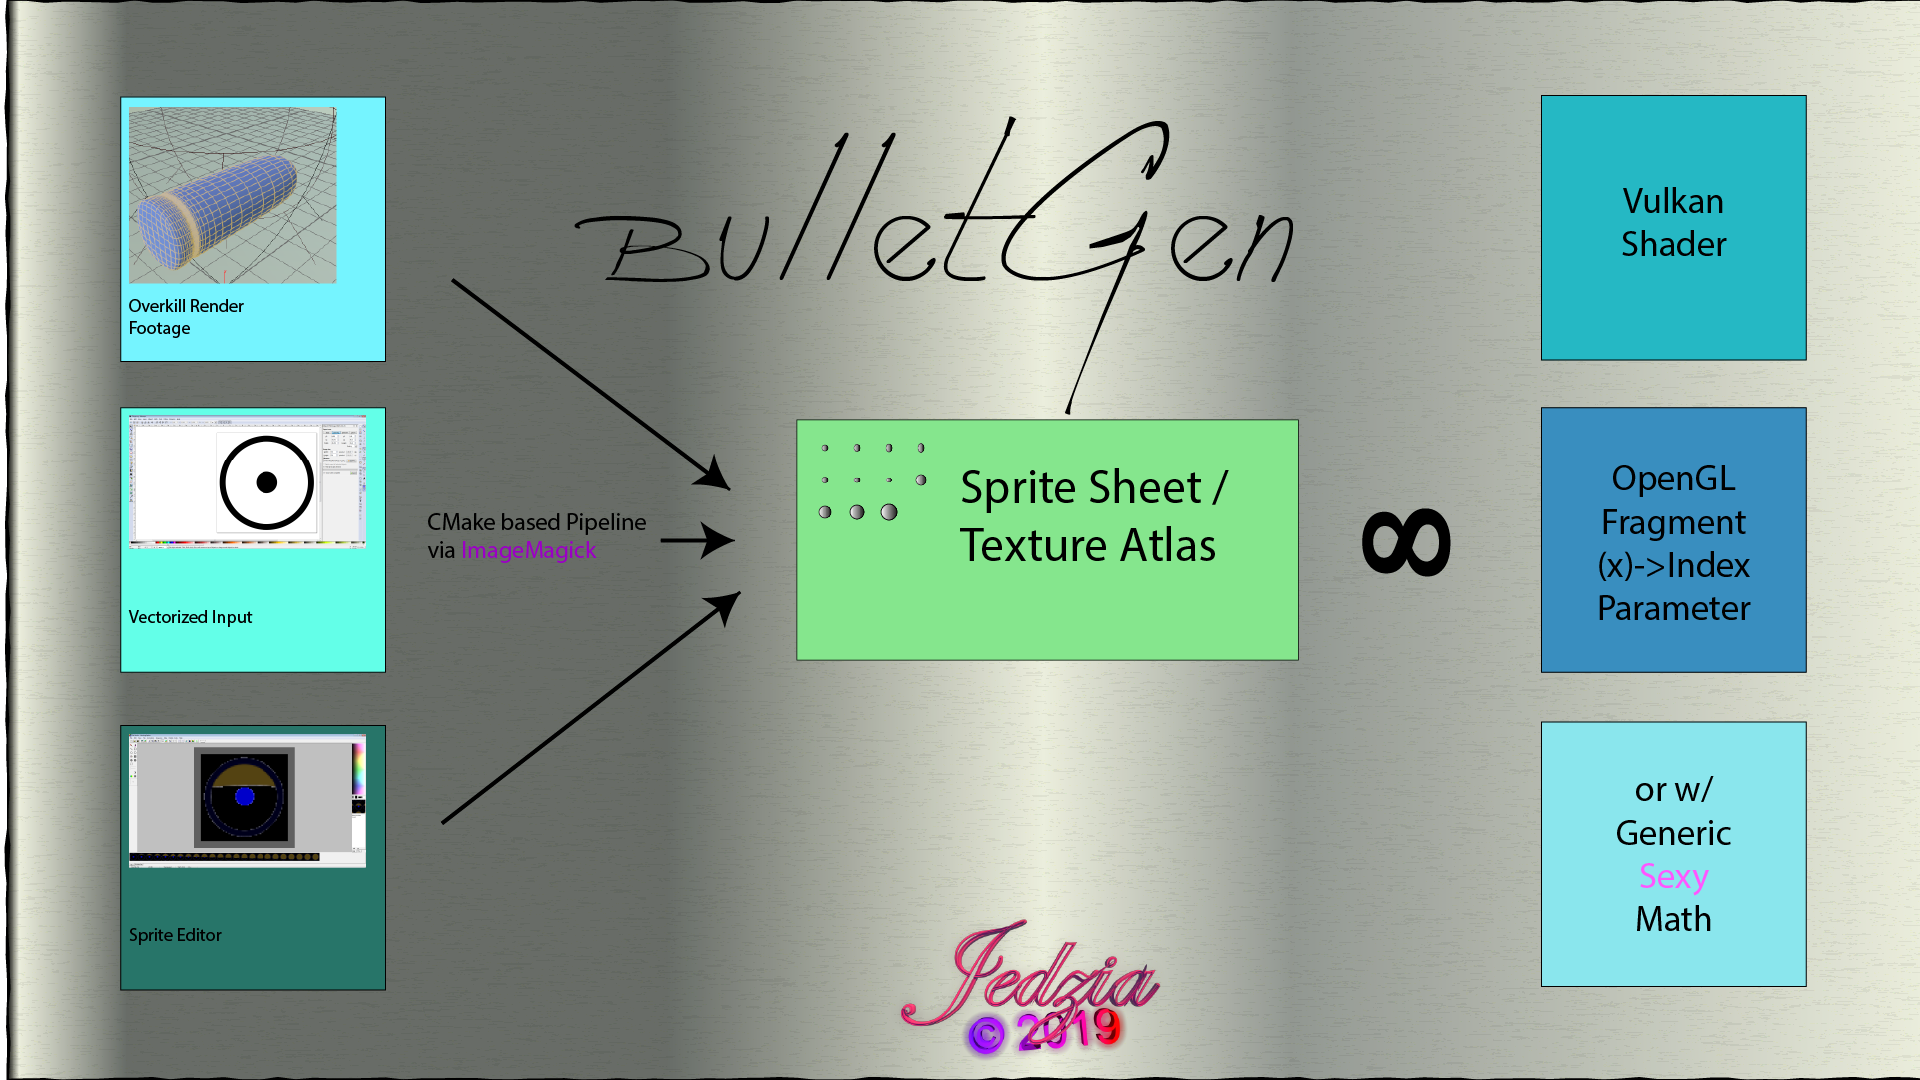 BulletGen
Overkill Render
Footage
Vectorized Input
Sprite Editor
CMake based Pipeline
via ImageMagick
Sprite Sheet /
Texture Atlas
∞
Vulkan
Shader
OpenGL
Fragment
(x)->Index
Parameter
or w/
Generic
Sexy
Math
Jedzia
© 2019